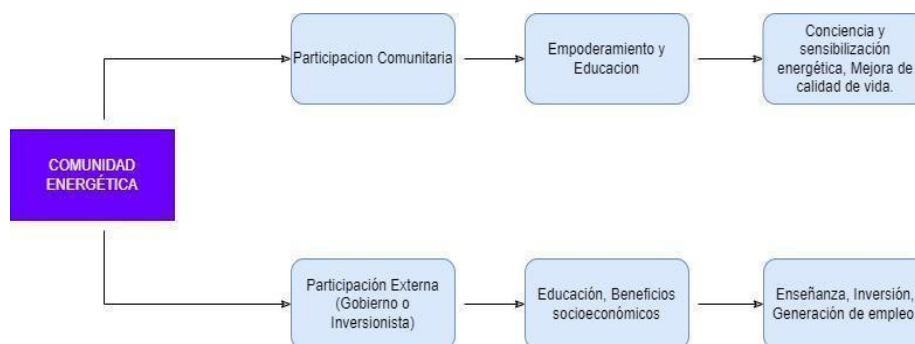 Participacion Comunitaria
Empoderamiento y
Educacion
Conciencia y
sensibilización
energética, Mejora de
calidad de vida.
COMUNIDAD
ENERGÉTICA
Participación Externa
(Gobierno o
Inversionista)
Educación, Beneficios
socioeconómicos
Enseñanza, Inversión,
Generación de empleo